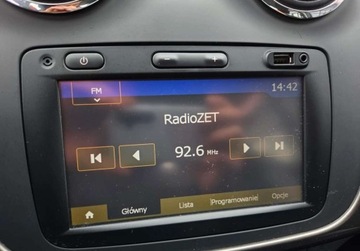 FM
14:42
RadioZET
92.6 MHz
Główny
Lista
Programowanie
Opcje